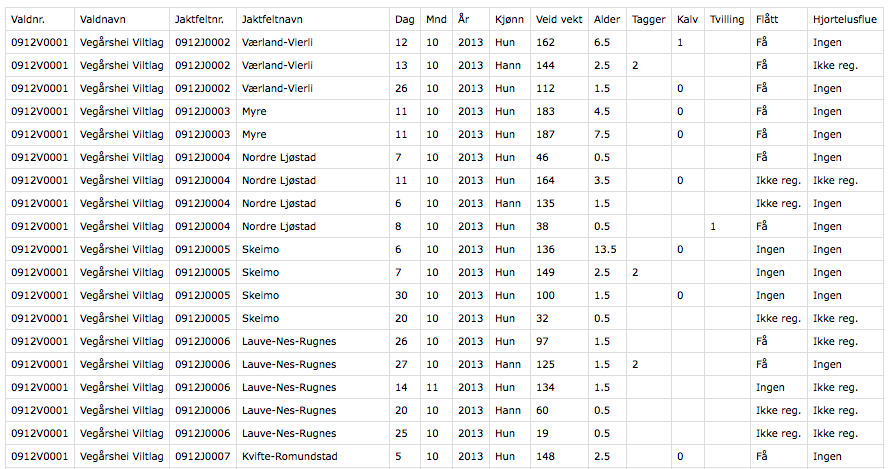 Valdnr. Valdnavn Jaktfeltnr. Jaktfeltnavn Dag Mnd År Kjønn Veid vekt Alder Tagger Kalv Tvilling Flått Hjortelusflue
0912V0001 Vegårshei Viltlag 0912J0002 Værland-Vierli 12 10 2013 Hun 162 6.5 1 Få Ingen
0912V0001 Vegårshei Viltlag 0912J0002 Værland-Vierli 13 10 2013 Hann 144 2.5 2 Få Ikke reg.
0912V0001 Vegårshei Viltlag 0912J0002 Værland-Vierli 26 10 2013 Hun 112 1.5 0 Få Ingen
0912V0001 Vegårshei Viltlag 0912J0003 Myre 11 10 2013 Hun 183 4.5 0 Få Ingen
0912V0001 Vegårshei Viltlag 0912J0003 Myre 11 10 2013 Hun 187 7.5 0 Få Ingen
0912V0001 Vegårshei Viltlag 0912J0004 Nordre Ljøstad 7 10 2013 Hun 46 0.5 Få Ingen
0912V0001 Vegårshei Viltlag 0912J0004 Nordre Ljøstad 11 10 2013 Hun 164 3.5 0 Ikke reg. Ikke reg.
0912V0001 Vegårshei Viltlag 0912J0004 Nordre Ljøstad 6 10 2013 Hann 135 1.5 Ikke reg. Ingen
0912V0001 Vegårshei Viltlag 0912J0004 Nordre Ljøstad 8 10 2013 Hun 38 0.5 1 Få Ingen
0912V0001 Vegårshei Viltlag 0912J0005 Skeimo 6 10 2013 Hun 136 13.5 0 Ingen Ingen
0912V0001 Vegårshei Viltlag 0912J0005 Skeimo 7 10 2013 Hun 149 2.5 2 Ingen Ingen
0912V0001 Vegårshei Viltlag 0912J0005 Skeimo 30 10 2013 Hun 100 1.5 0 Ingen Ingen
0912V0001 Vegårshei Viltlag 0912J0005 Skeimo 20 10 2013 Hun 32 0.5 Ikke reg. Ikke reg.
0912V0001 Vegårshei Viltlag 0912J0006 Lauve-Nes-Rugnes 26 10 2013 Hun 97 1.5 Få Ikke reg.
0912V0001 Vegårshei Viltlag 0912J0006 Lauve-Nes-Rugnes 27 10 2013 Hann 125 1.5 2 Få Ingen
0912V0001 Vegårshei Viltlag 0912J0006 Lauve-Nes-Rugnes 14 11 2013 Hun 134 1.5 Ingen Ikke reg.
0912V0001 Vegårshei Viltlag 0912J0006 Lauve-Nes-Rugnes 20 10 2013 Hann 60 0.5 Ikke reg. Ikke reg.
0912V0001 Vegårshei Viltlag 0912J0006 Lauve-Nes-Rugnes 25 10 2013 Hun 19 0.5 Ikke reg. Ikke reg.
0912V0001 Vegårshei Viltlag 0912J0007 Kvifte-Romundstad 5 10 2013 Hun 148 2.5 0 Få Ingen